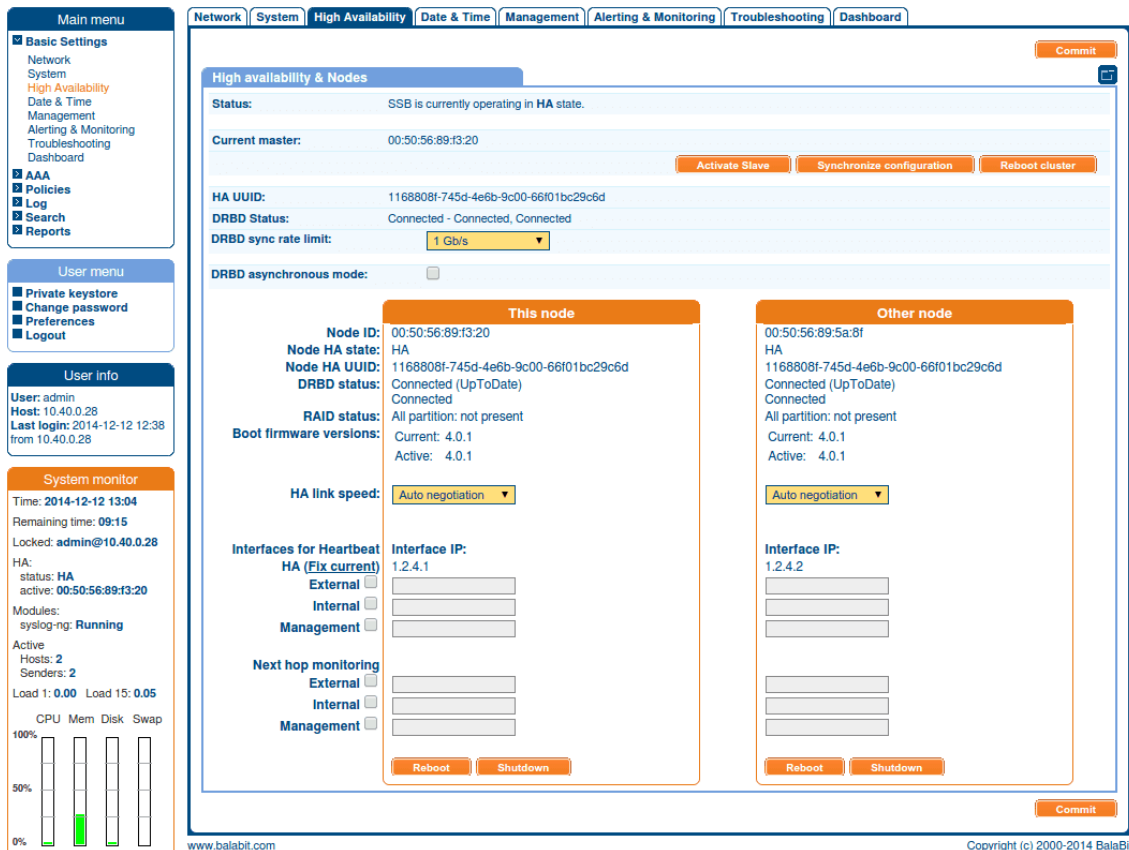 Main menu
Basic Settings
Network
System
High Availability
Date & Time
Management
Alerting & Monitoring
Troubleshooting
Dashboard
AAA
Policies
Log
Search
Reports
User menu
Private keystore
Change password
Preferences
Logout
User info
User: admin
Host: 10.40.0.28
Last login: 2014-12-12 12:38
from 10.40.0.28
System monitor
Time: 2014-12-12 13:04
Remaining time: 09:15
Locked: admin@10.40.0.28
HA:
status: HA
active: 00:50:56:89:f3:20
Modules:
syslog-ng: Running
Active
Hosts: 2
Senders: 2
Load 1: 0.00 Load 15: 0.05
CPU Mem Disk Swap
100%
50%
0%
Network System High Availability Date & Time Management Alerting & Monitoring Troubleshooting Dashboard
Commit
High availability & Nodes
Status: SSB is currently operating in HA state.
Current master: 00:50:56:89:f3:20
Activate Slave Synchronize configuration Reboot cluster
HA UUID: 1168808f-745d-4e6b-9c00-66f01bc29c6d
DRBD Status: Connected - Connected, Connected
DRBD sync rate limit: 1 Gb/s
DRBD asynchronous mode:
This node Other node
Node ID: 00:50:56:89:f3:20 00:50:56:89:5a:8f
Node HA state: HA HA
Node HA UUID: 1168808f-745d-4e6b-9c00-66f01bc29c6d 1168808f-745d-4e6b-9c00-66f01bc29c6d
DRBD status: Connected (UpToDate) Connected (UpToDate)
Connected Connected
RAID status: All partition: not present All partition: not present
Boot firmware versions: Current: 4.0.1 Current: 4.0.1
Active: 4.0.1 Active: 4.0.1
HA link speed: Auto negotiation Auto negotiation
Interfaces for Heartbeat Interface IP: Interface IP:
HA (Fix current) 1.2.4.1 1.2.4.2
External
Internal
Management
Next hop monitoring
External
Internal
Management
Reboot Shutdown Reboot Shutdown
Commit
www.balabit.com Copyright (c) 2000-2014 BalaBi